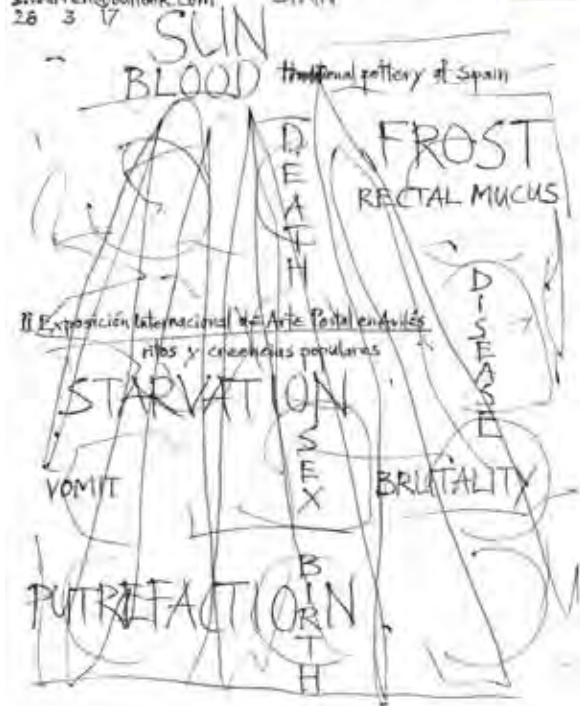 28 3 17
SUN
BLOOD
traditional pottery of Spain
DEATH
FROST
RECTAL MUCUS
DISEASE
II Exposición Internacional de Arte Postal en Avilés
ritos y creencias populares
STARVATION
SEX
VOMIT
BRUTALITY
PUTREFACTION
BIRTH